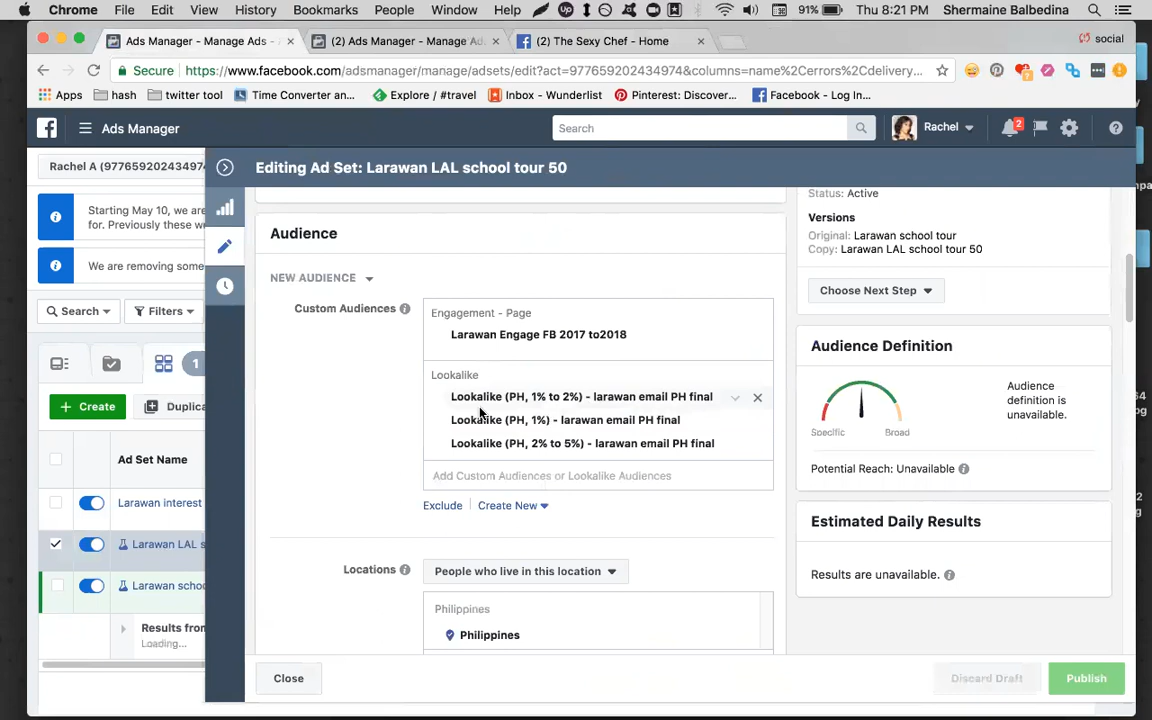 Chrome File Edit View History Bookmarks People Window Help 91% Thu 8:21 PM Shermaine Balbedina
Ads Manager - Manage Ads - (2) Ads Manager - Manage Ad. (2) The Sexy Chef - Home social
Secure https://www.facebook.com/adsmanager/manage/adsets/edit?act=977659202434974&columns=name%2Cerrors%2Cdelivery...
Apps hash twitter tool Time Converter an... Explore / #travel Inbox - Wunderlist Pinterest: Discover... Facebook - Log In...
Ads Manager Search Rachel 2
Rachel A (977659202434974
Editing Ad Set: Larawan LAL school tour 50
Starting May 10, we are
for. Previously these w
We are removing some
Search Filters
1
Create Duplica
Ad Set Name
Larawan interest
Larawan LAL s
Larawan schoo
Results from
Loading...
Audience
NEW AUDIENCE
Custom Audiences
Engagement - Page
Larawan Engage FB 2017 to2018
Lookalike
Lookalike (PH, 1% to 2%) - larawan email PH final
Lookalike (PH, 1%) - larawan email PH final
Lookalike (PH, 2% to 5%) - larawan email PH final
Add Custom Audiences or Lookalike Audiences
Exclude Create New
Locations People who live in this location
Philippines
Philippines
Status: Active
Versions
Original: Larawan school tour
Copy: Larawan LAL school tour 50
Choose Next Step
Audience Definition
Specific Broad
Audience
definition is
unavailable.
Potential Reach: Unavailable
Estimated Daily Results
Results are unavailable.
Close Discard Draft Publish